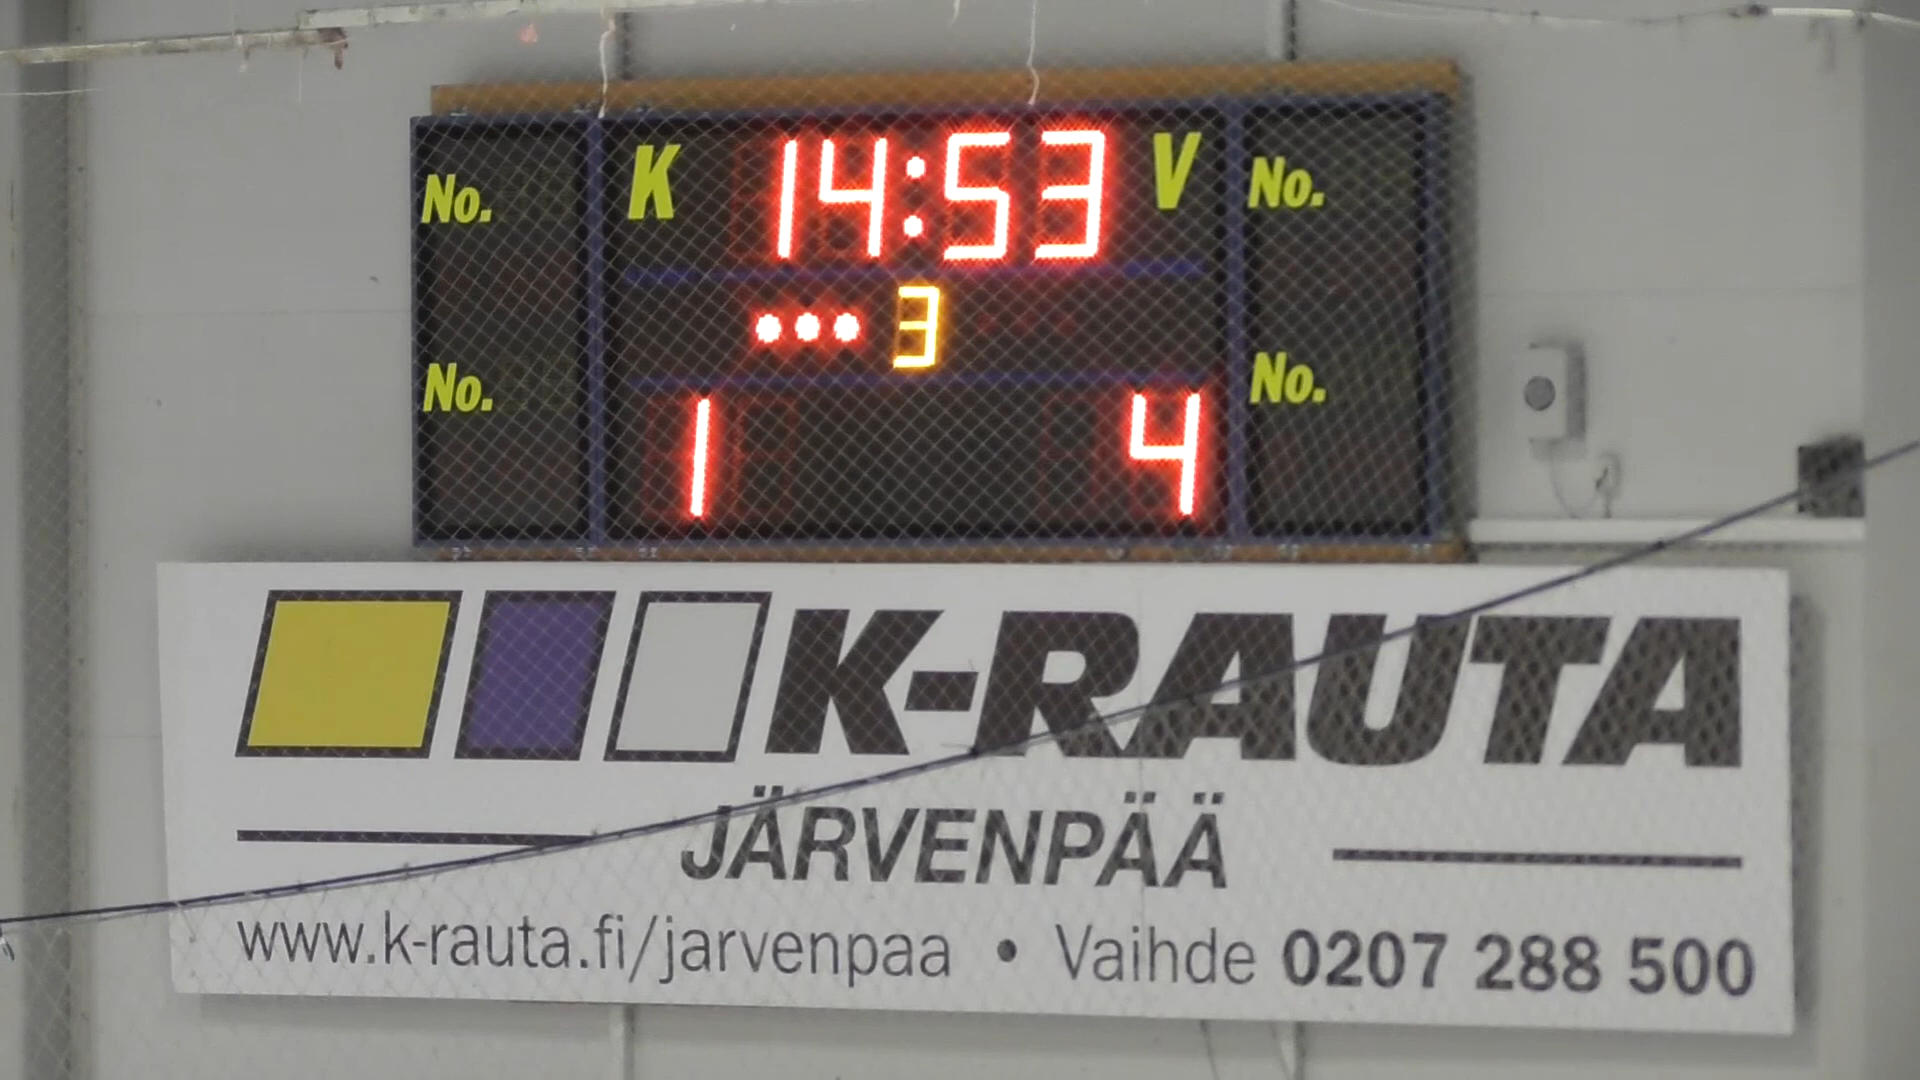 No. K 14:53 V No.
••• 3
No. No.
1 4
K-RAUTA
JÄRVENPÄÄ
www.k-rauta.fi/jarvenpaa • Vaihde 0207 288 500